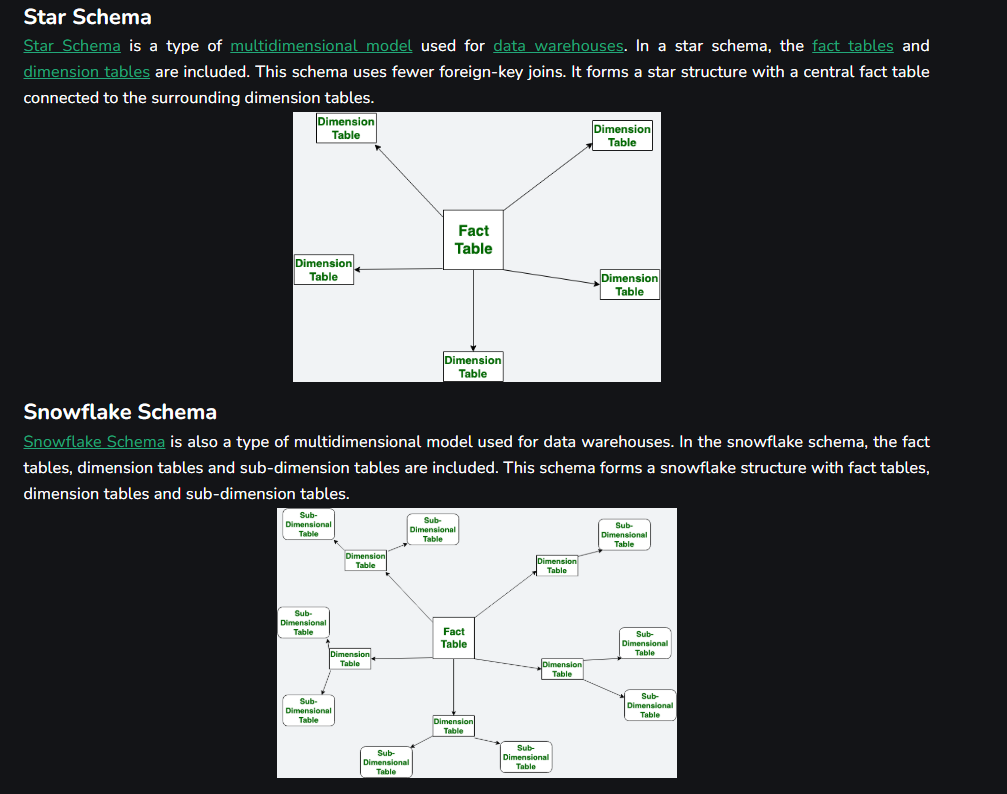 Star Schema
Star Schema is a type of multidimensional model used for data warehouses. In a star schema, the fact tables and
dimension tables are included. This schema uses fewer foreign-key joins. It forms a star structure with a central fact table
connected to the surrounding dimension tables.
Dimension
Table
Dimension
Table
Fact
Table
Dimension
Table
Dimension
Table
Dimension
Table
Snowflake Schema
Snowflake Schema is also a type of multidimensional model used for data warehouses. In the snowflake schema, the fact
tables, dimension tables and sub-dimension tables are included. This schema forms a snowflake structure with fact tables,
dimension tables and sub-dimension tables.
Sub-
Dimensional
Table
Sub-
Dimensional
Table
Sub-
Dimensional
Table
Dimension
Table
Dimension
Table
Sub-
Dimensional
Table
Fact
Table
Sub-
Dimensional
Table
Dimension
Table
Dimension
Table
Sub-
Dimensional
Table
Sub-
Dimensional
Table
Dimension
Table
Sub-
Dimensional
Table
Sub-
Dimensional
Table